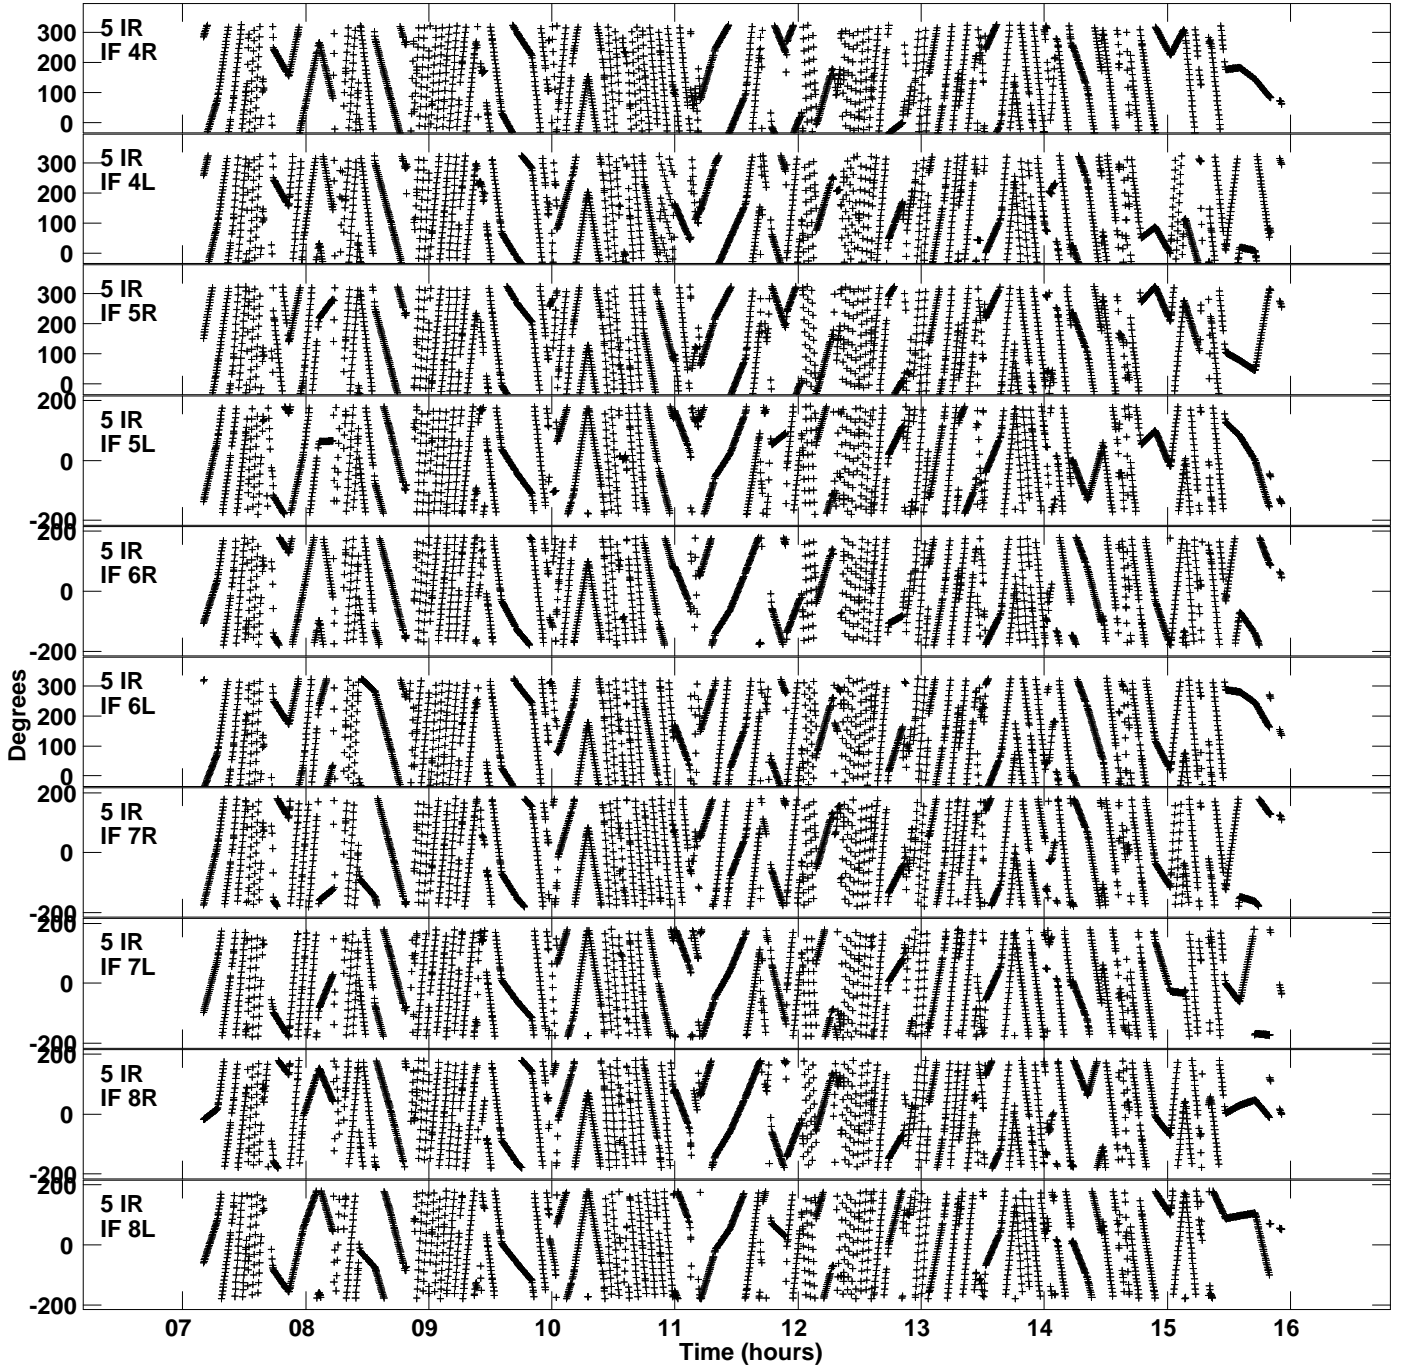 300 5 IR
200 IF 4R
100
0
300 5 IR
200 IF 4L
100
0
300 5 IR
200 IF 5R
100
0
200 5 IR
IF 5L
0
-200
200 5 IR
IF 6R
0
-200
300 5 IR
200 IF 6L
100
0
200 5 IR
IF 7R
0
-200
200 5 IR
IF 7L
0
-200
200 5 IR
IF 8R
0
-200
200 5 IR
IF 8L
0
-200
Degrees
07 08 09 10 11 12 13 14 15 16
Time (hours)